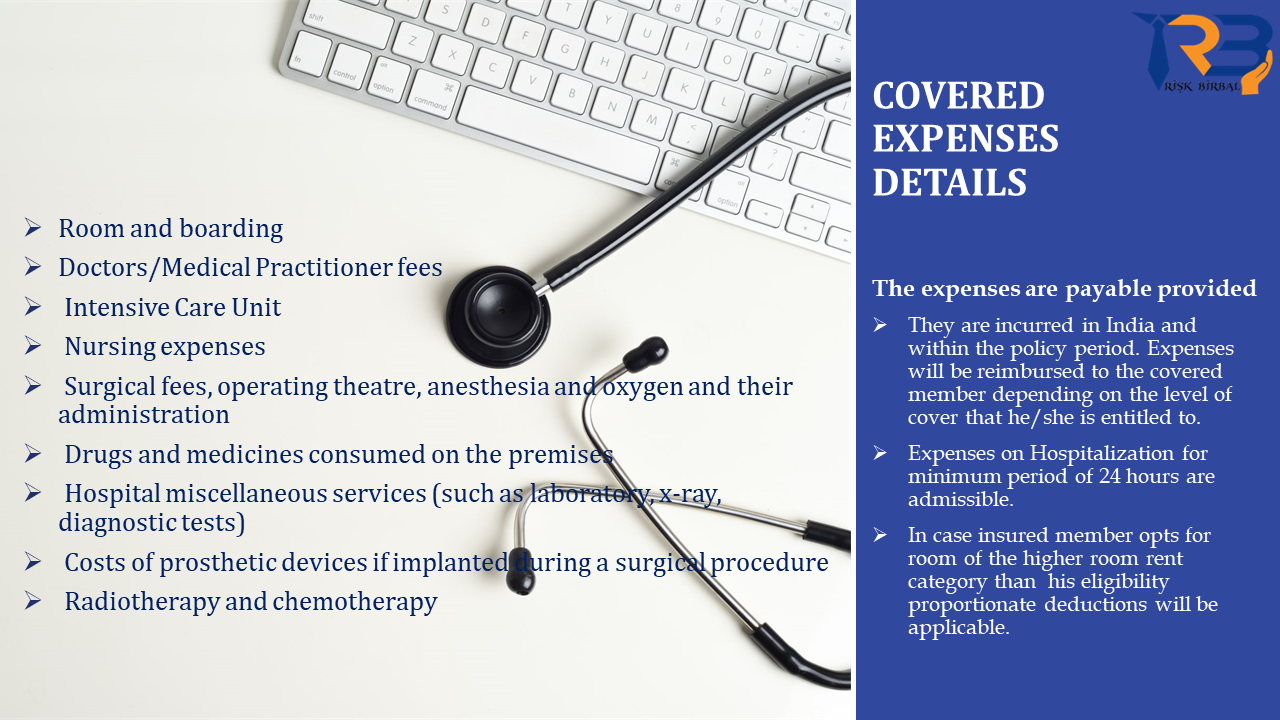 RISK BIRBAL
COVERED
EXPENSES
DETAILS
➢ Room and boarding
➢ Doctors/Medical Practitioner fees
➢ Intensive Care Unit
➢ Nursing expenses
➢ Surgical fees, operating theatre, anesthesia and oxygen and their
administration
➢ Drugs and medicines consumed on the premises
➢ Hospital miscellaneous services (such as laboratory, x-ray,
diagnostic tests)
➢ Costs of prosthetic devices if implanted during a surgical procedure
➢ Radiotherapy and chemotherapy
The expenses are payable provided
➢ They are incurred in India and
within the policy period. Expenses
will be reimbursed to the covered
member depending on the level of
cover that he/she is entitled to.
➢ Expenses on Hospitalization for
minimum period of 24 hours are
admissible.
➢ In case insured member opts for
room of the higher room rent
category than his eligibility
proportionate deductions will be
applicable.
shift
S D F T Y U I O P
Z X C V B N M G H J K L
fn control option command
option